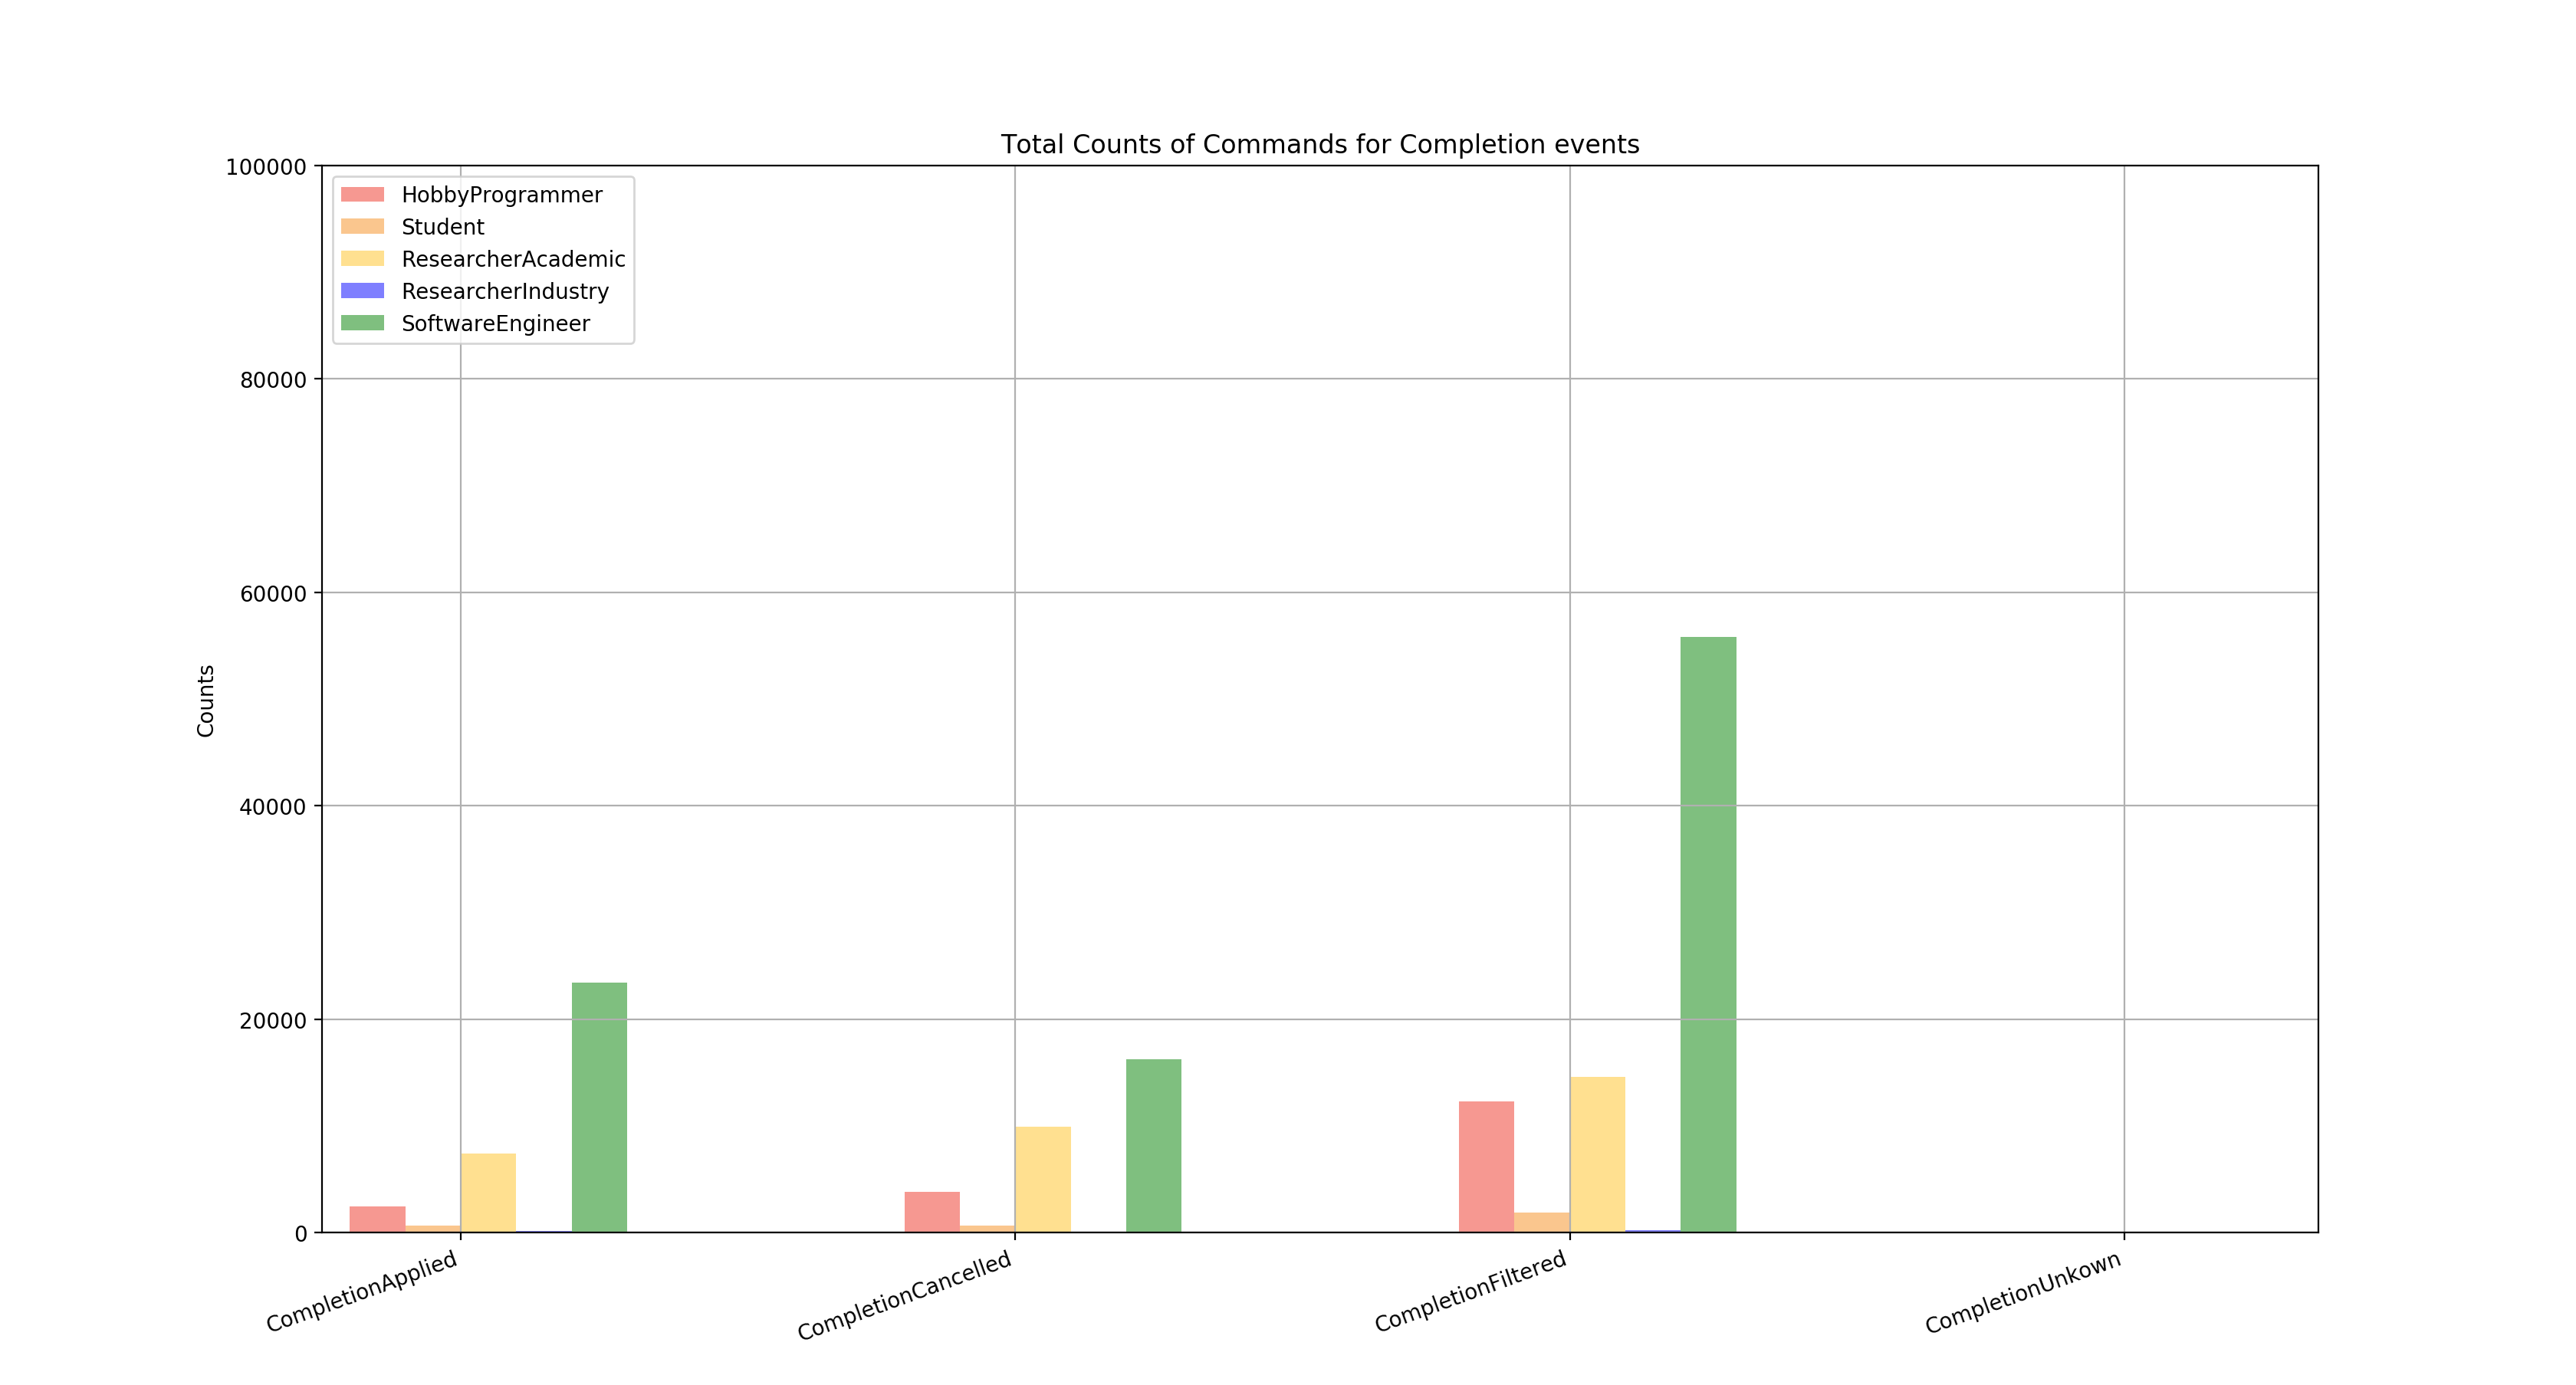 Total Counts of Commands for Completion events
100000
80000
60000
40000
20000
0
Counts
HobbyProgrammer
Student
ResearcherAcademic
ResearcherIndustry
SoftwareEngineer
CompletionApplied
CompletionCancelled
CompletionFiltered
CompletionUnkown